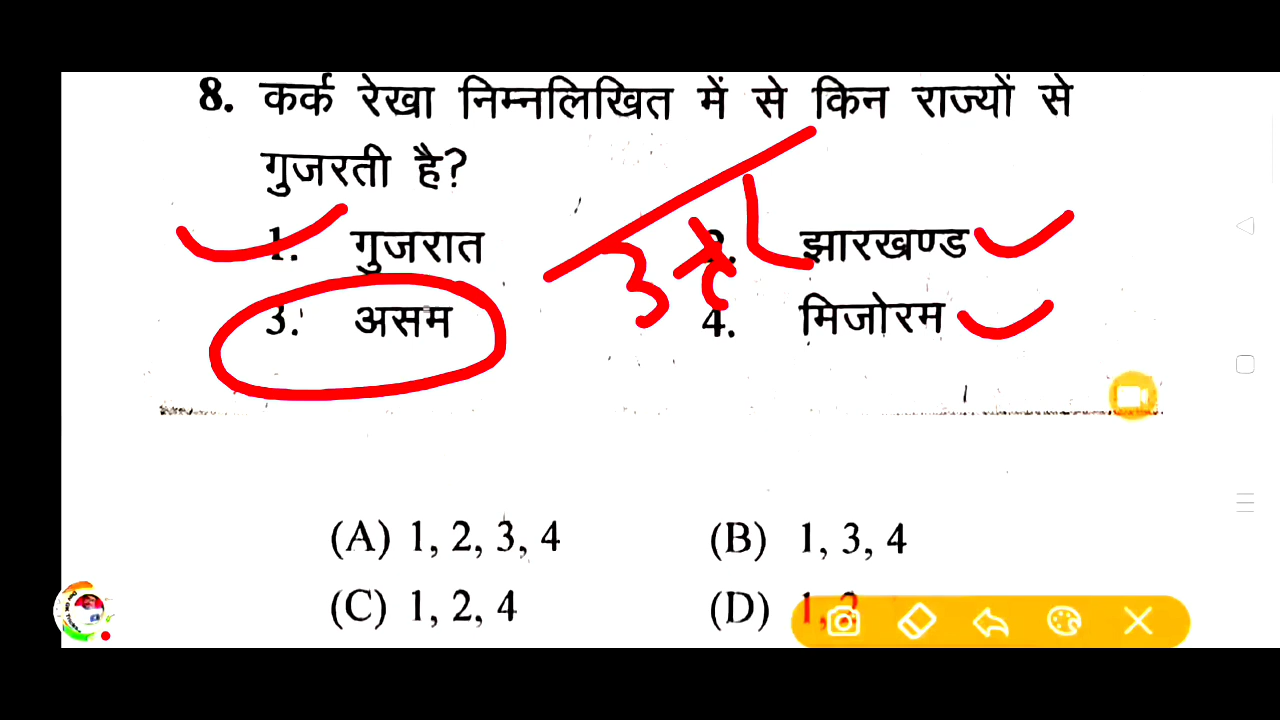 8. कर्क रेखा निम्नलिखित में से किन राज्यों से
गुजरती है?
1. गुजरात 2. झारखण्ड
3. असम 4. मिजोरम
(A) 1, 2, 3, 4 (B) 1, 3, 4
(C) 1, 2, 4 (D) 1,